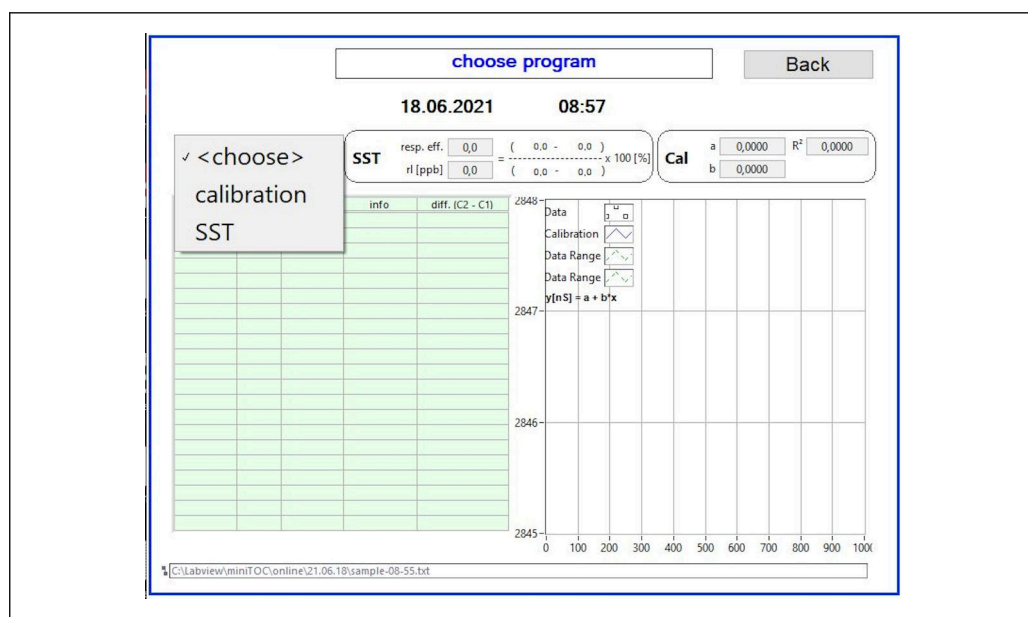 choose program
Back
18.06.2021 08:57
✓ <choose>
calibration
SST
SST
resp. eff. 0,0 = ( 0,0 - 0,0 ) x 100 [%]
rl [ppb] 0,0 ( 0,0 - 0,0 )
Cal
a 0,0000 R² 0,0000
b 0,0000
info diff. (C2 - C1)
2848
2847
2846
2845
Data
Calibration
Data Range
Data Range
y[nS] = a + b*x
0 100 200 300 400 500 600 700 800 900 100
C:\Labview\miniTOC\online\21.06.18\sample-08-55.txt